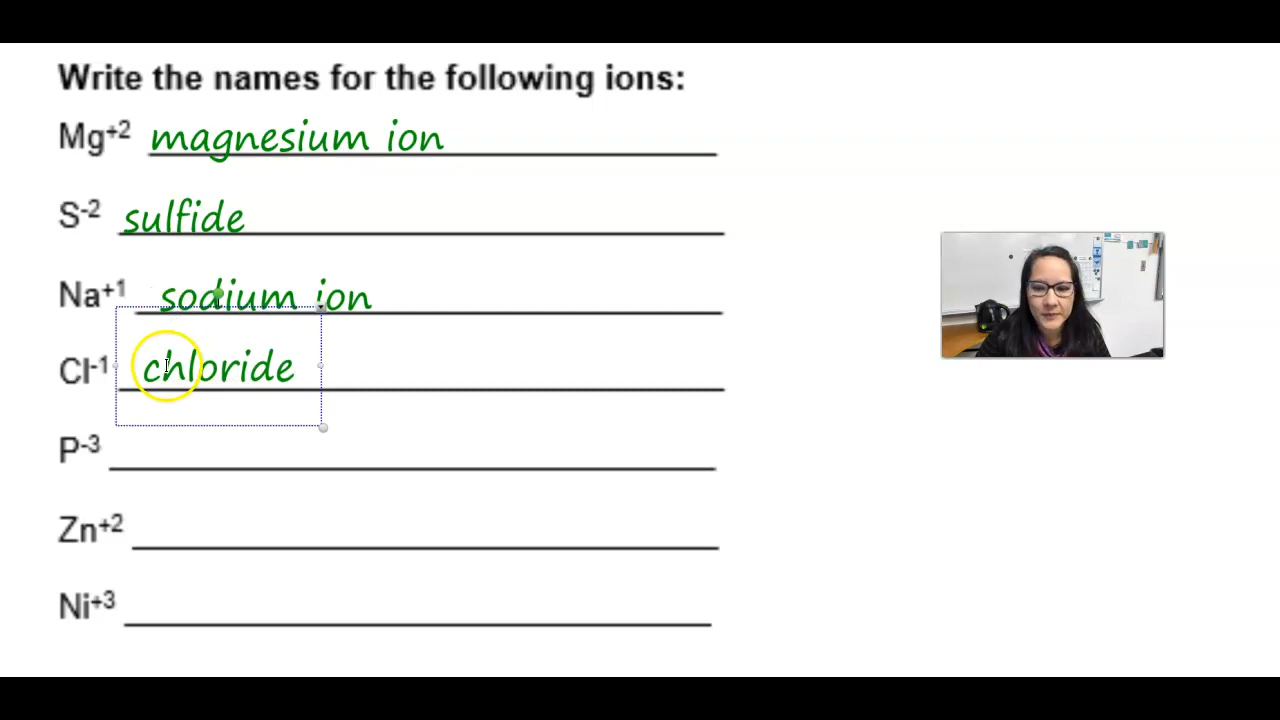 Write the names for the following ions:
Mg+2 magnesium ion
S-2 sulfide
Na+1 sodium ion
Cl-1 chloride
P-3
Zn+2
Ni+3